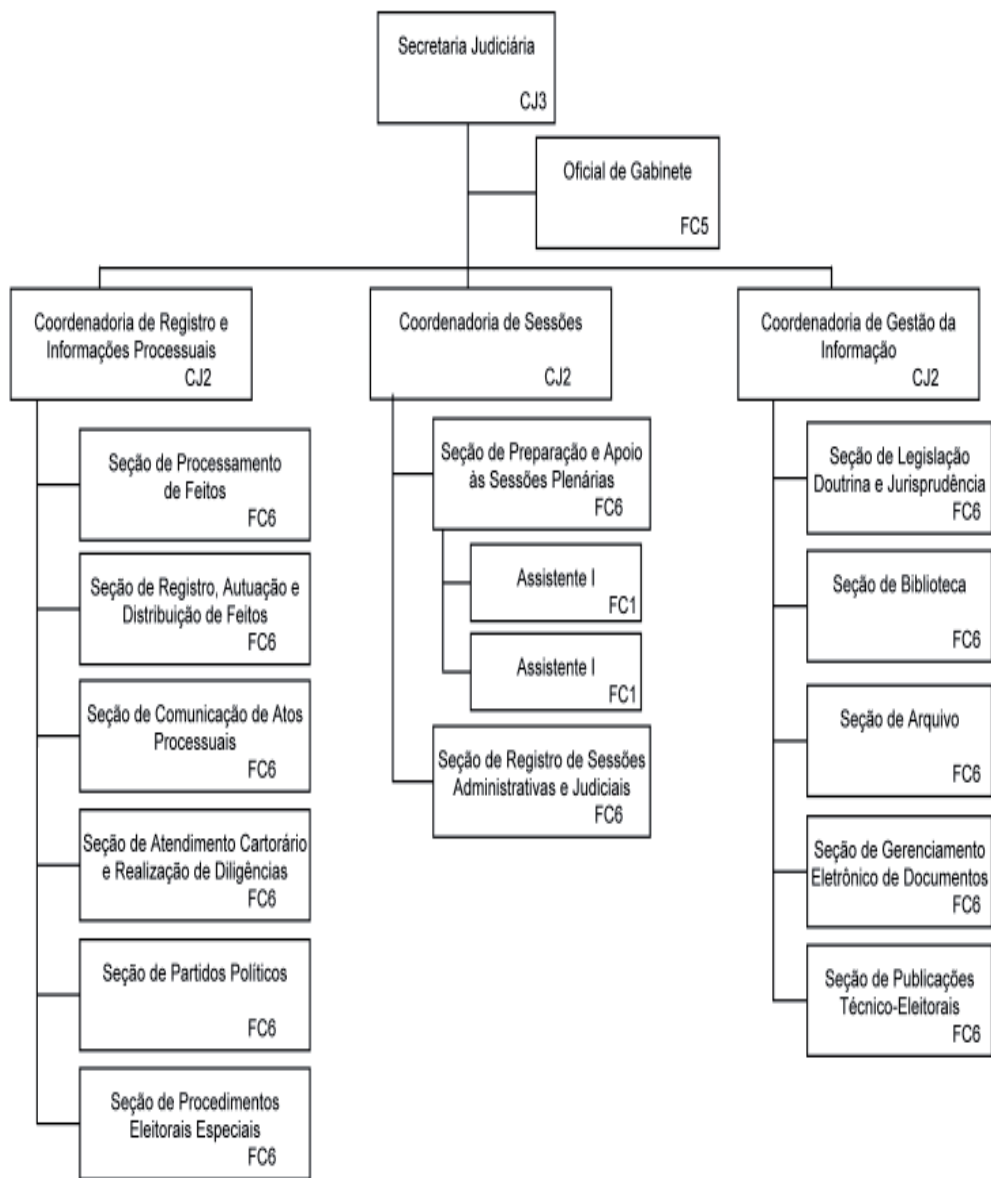 Secretaria Judiciária
CJ3
Oficial de Gabinete
FC5
Coordenadoria de Registro e
Informações Processuais
CJ2
Seção de Processamento
de Feitos
FC6
Seção de Registro, Autuação e
Distribuição de Feitos
FC6
Seção de Comunicação de Atos
Processuais
FC6
Seção de Atendimento Cartorário
e Realização de Diligências
FC6
Seção de Partidos Políticos
FC6
Seção de Procedimentos
Eleitorais Especiais
FC6
Coordenadoria de Sessões
CJ2
Seção de Preparação e Apoio
às Sessões Plenárias
FC6
Assistente I
FC1
Assistente I
FC1
Seção de Registro de Sessões
Administrativas e Judiciais
FC6
Coordenadoria de Gestão da
Informação
CJ2
Seção de Legislação
Doutrina e Jurisprudência
FC6
Seção de Biblioteca
FC6
Seção de Arquivo
FC6
Seção de Gerenciamento
Eletrônico de Documentos
FC6
Seção de Publicações
Técnico-Eleitorais
FC6